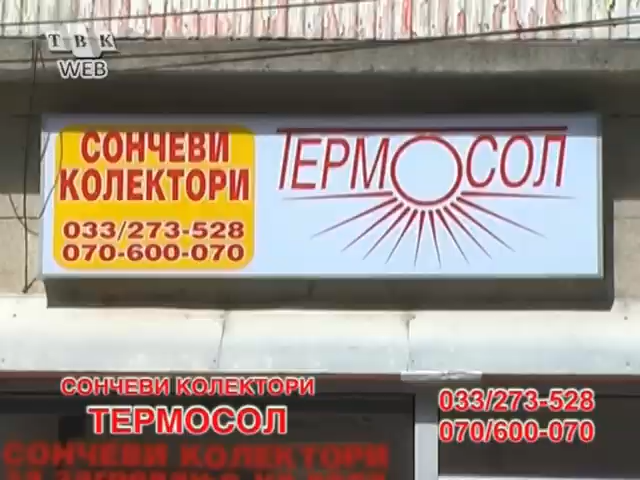 ТВК
WEB
СОНЧЕВИ
КОЛЕКТОРИ
033/273-528
070-600-070
ТЕРМОСОЛ
СОНЧЕВИ КОЛЕКТОРИ
ТЕРМОСОЛ
033/273-528
070/600-070
СОНЧЕВИ КОЛЕКТОРИ